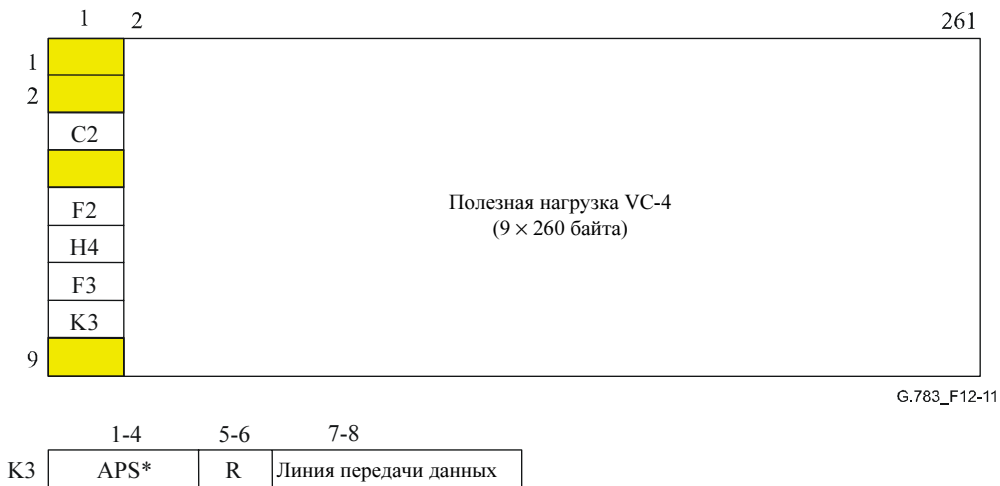 1 2 261
1
2
C2
F2
H4
F3
K3
9
Полезная нагрузка VC-4
(9 × 260 байта)
G.783_F12-11
1-4 5-6 7-8
K3 APS* R Линия передачи данных